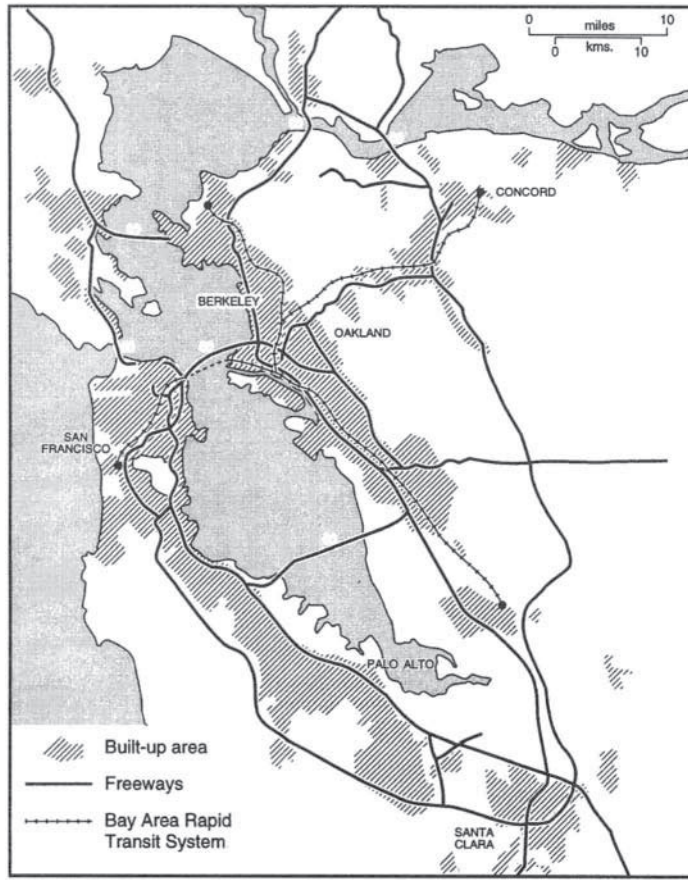 0 10
miles
kms.
0 10
CONCORD
BERKELEY
OAKLAND
SAN
FRANCISCO
PALO ALTO
Built-up area
Freeways
Bay Area Rapid
Transit System
SANTA
CLARA